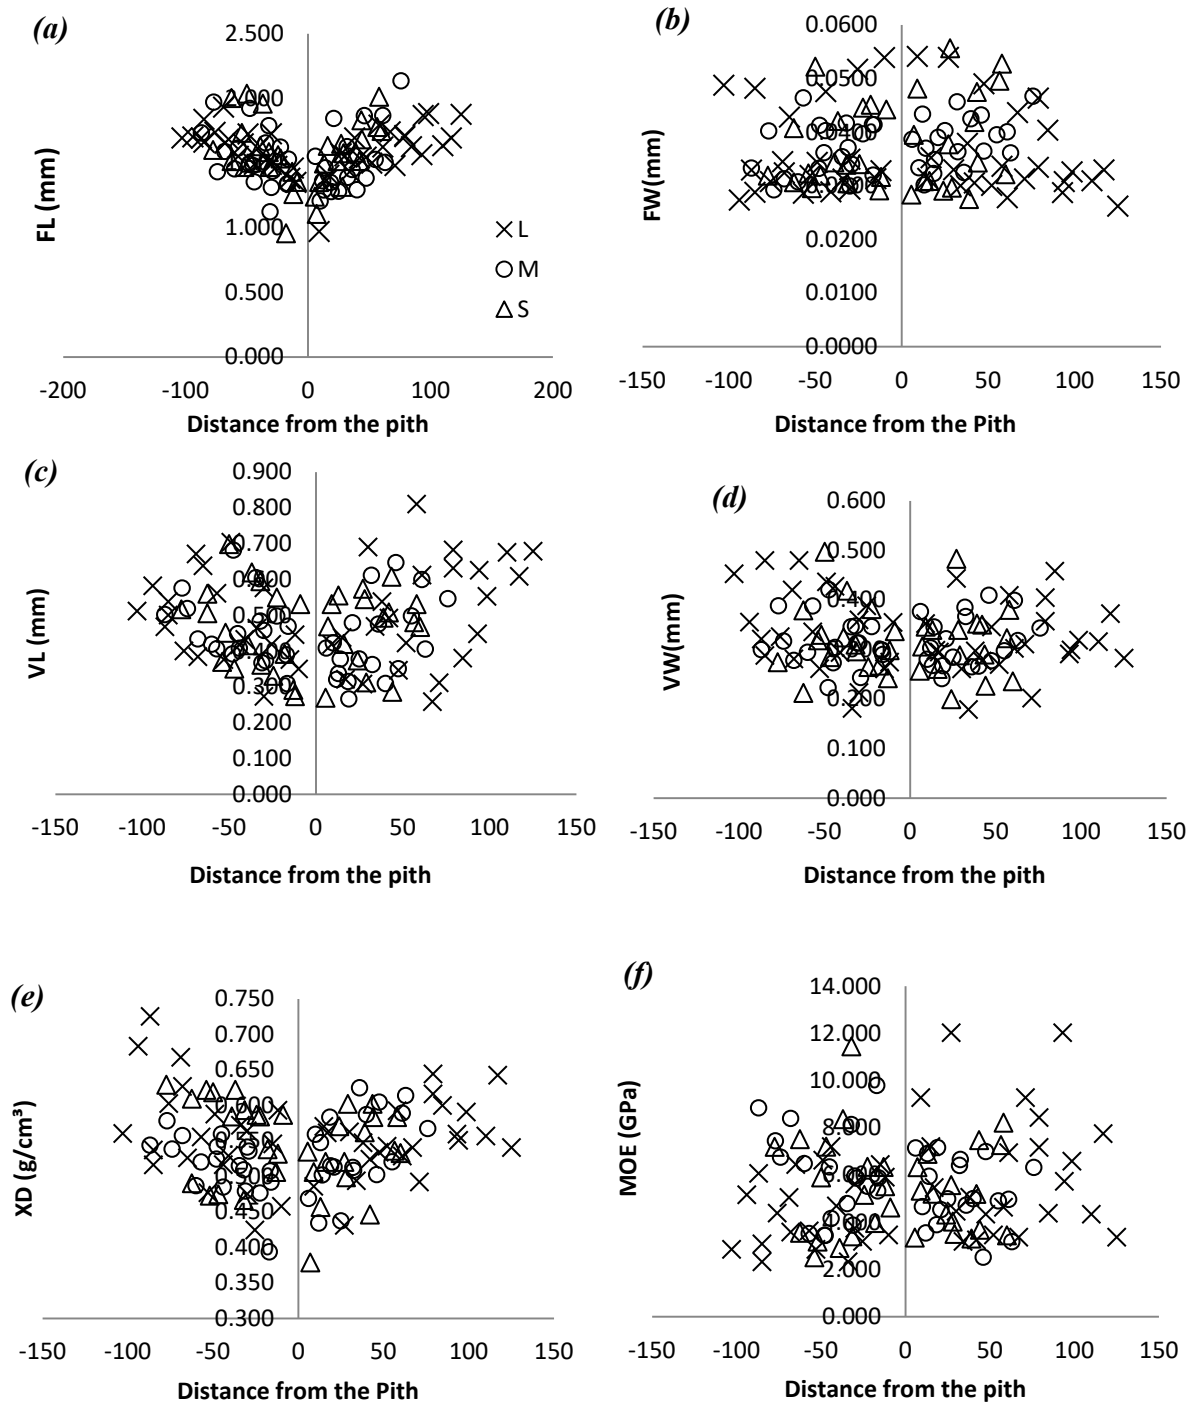 (a)
2.500
2.000
1.500
1.000
0.500
0.000
FL (mm)
L
M
S
-200 -100 0 100 200
Distance from the pith
(b)
0.0600
0.0500
0.0400
0.0300
0.0200
0.0100
0.0000
FW(mm)
-150 -100 -50 0 50 100 150
Distance from the Pith
(c)
0.900
0.800
0.700
0.600
0.500
0.400
0.300
0.200
0.100
0.000
VL (mm)
-150 -100 -50 0 50 100 150
Distance from the pith
(d)
0.600
0.500
0.400
0.300
0.200
0.100
0.000
VW(mm)
-150 -100 -50 0 50 100 150
Distance from the pith
(e)
0.750
0.700
0.650
0.600
0.550
0.500
0.450
0.400
0.350
0.300
XD (g/cm³)
-150 -100 -50 0 50 100 150
Distance from the Pith
(f)
14.000
12.000
10.000
8.000
6.000
4.000
2.000
0.000
MOE (GPa)
-150 -100 -50 0 50 100 150
Distance from the pith